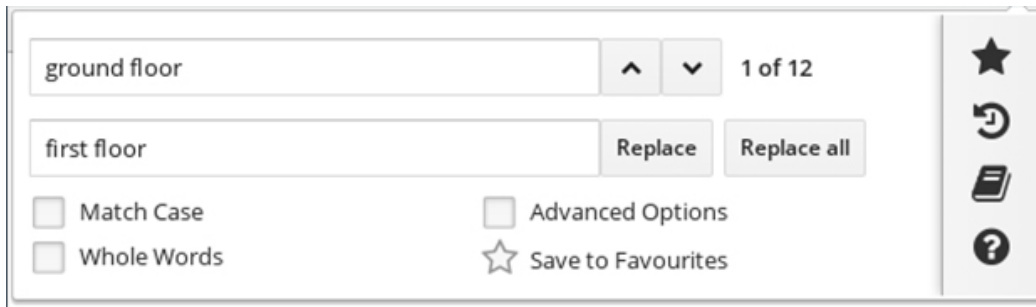 ground floor
1 of 12
first floor
Replace
Replace all
Match Case
Advanced Options
Whole Words
Save to Favourites